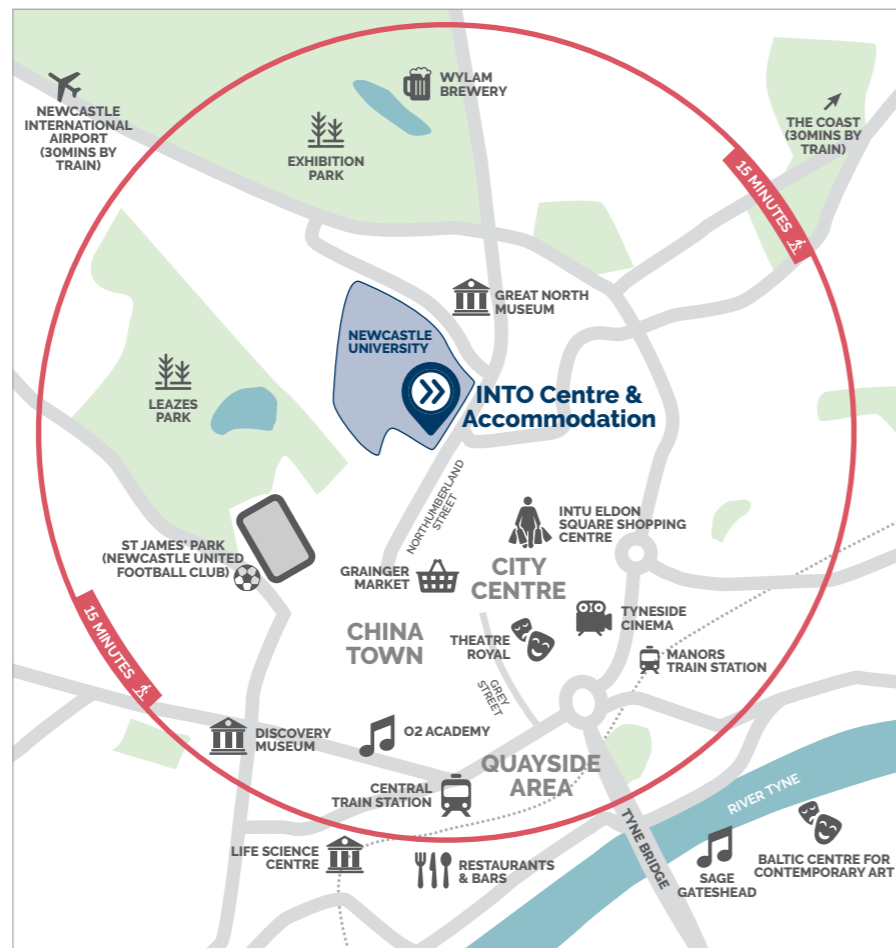 WYLAM
BREWERY
NEWCASTLE
INTERNATIONAL
AIRPORT
(30MINS BY
TRAIN)
THE COAST
(30MINS BY
TRAIN)
EXHIBITION
PARK
15 MINUTES
GREAT NORTH
MUSEUM
NEWCASTLE
UNIVERSITY
INTO Centre &
Accommodation
LEAZES
PARK
NORTHUMBERLAND
STREET
INTU ELDON
SQUARE SHOPPING
CENTRE
ST JAMES' PARK
(NEWCASTLE UNITED
FOOTBALL CLUB)
GRAINGER
MARKET
CITY
CENTRE
15 MINUTES
CHINA
TOWN
THEATRE
ROYAL
TYNESIDE
CINEMA
MANORS
TRAIN STATION
GREY
STREET
DISCOVERY
MUSEUM
O2 ACADEMY
QUAYSIDE
AREA
CENTRAL
TRAIN STATION
RIVER TYNE
TYNE BRIDGE
LIFE SCIENCE
CENTRE
RESTAURANTS
& BARS
SAGE
GATESHEAD
BALTIC CENTRE FOR
CONTEMPORARY ART